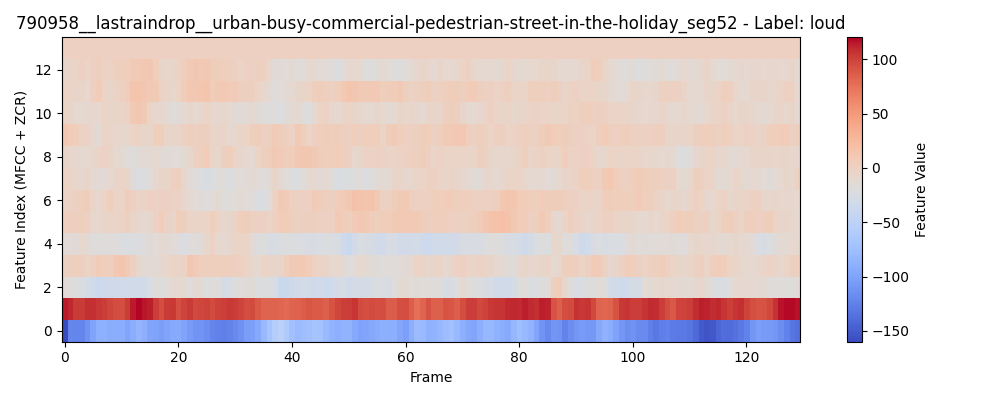 790958__lastraindrop__urban-busy-commercial-pedestrian-street-in-the-holiday_seg52 - Label: loud
Feature Index (MFCC + ZCR)
12
10
8
6
4
2
0
0 20 40 60 80 100 120
Frame
100
50
0
−50
−100
−150
Feature Value